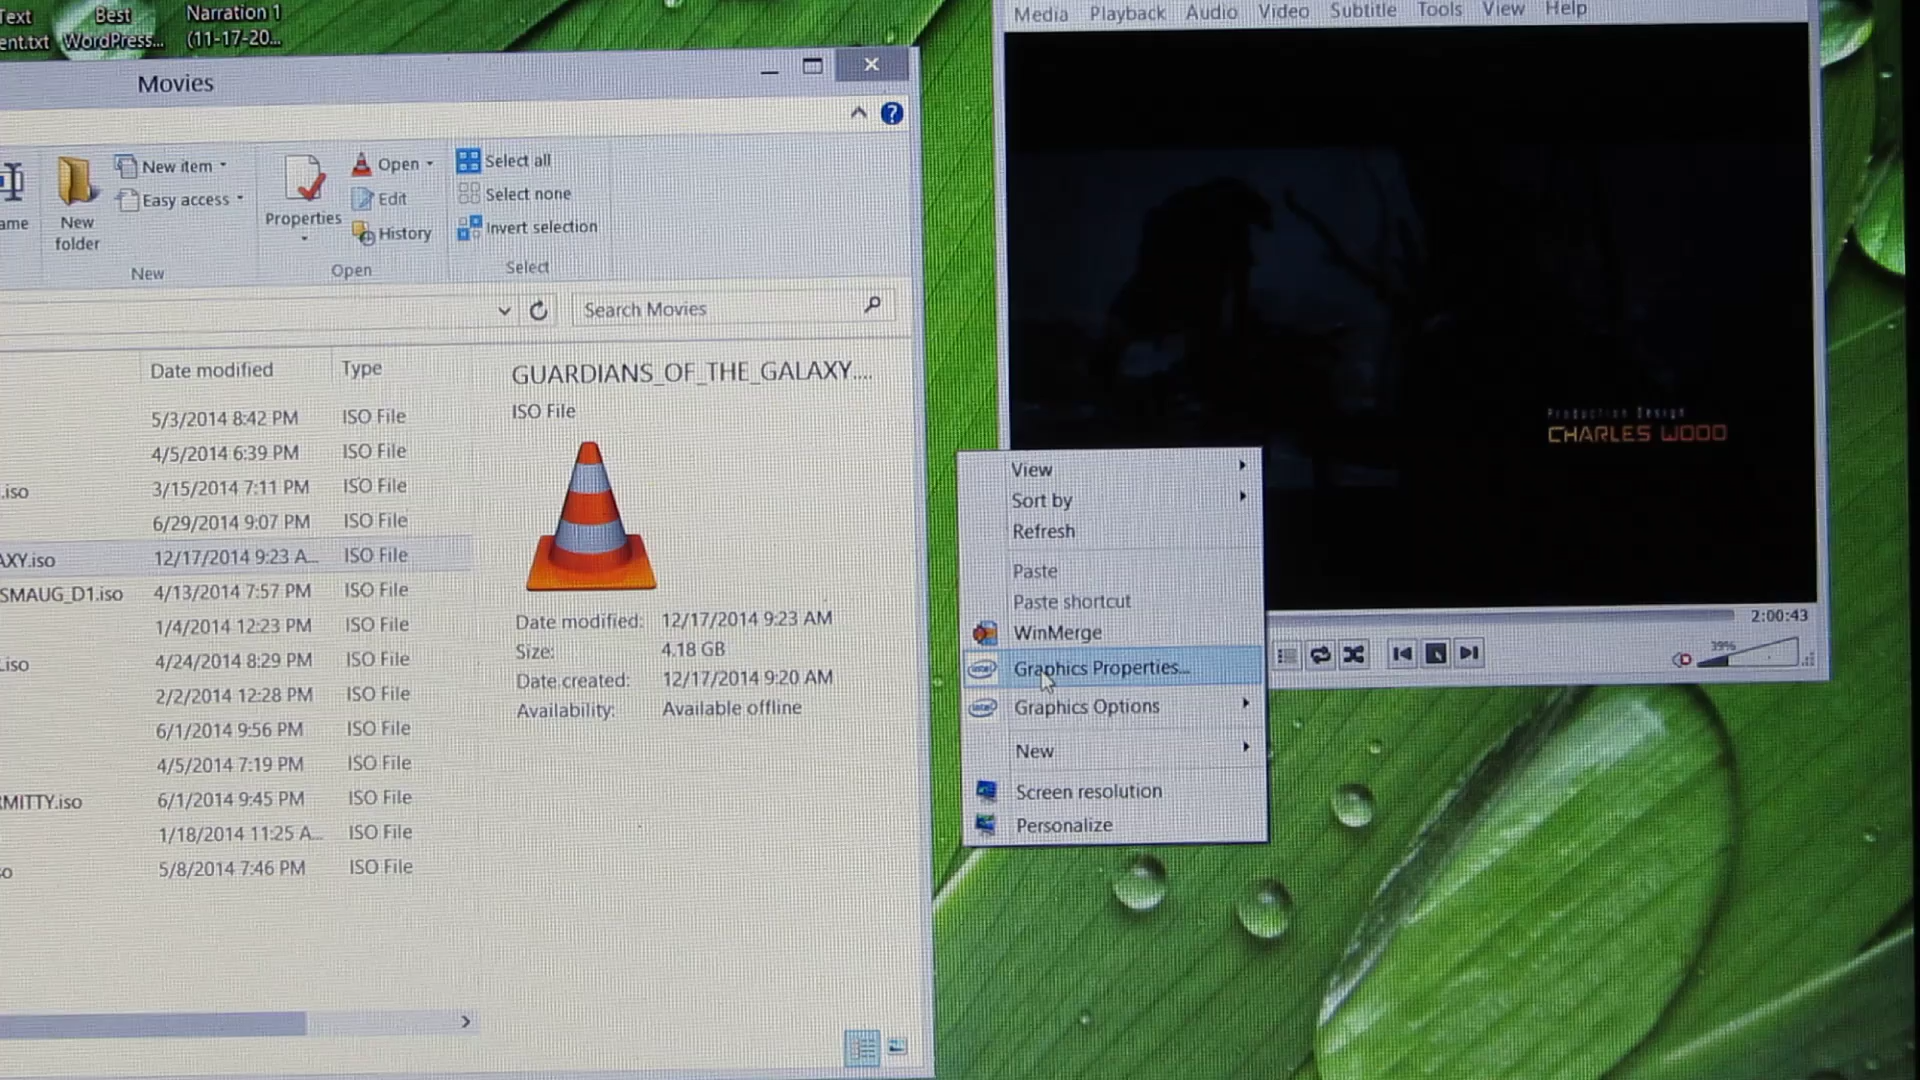 Text
ent.txt
Best
WordPress...
Narration 1
(11-17-20...
Movies
ame
New
folder
New item
Easy access
New
Properties
Open
Edit
History
Open
Select all
Select none
Invert selection
Select
Search Movies
Date modified Type
5/3/2014 8:42 PM ISO File
4/5/2014 6:39 PM ISO File
.iso 3/15/2014 7:11 PM ISO File
6/29/2014 9:07 PM ISO File
AXY.iso 12/17/2014 9:23 A... ISO File
SMAUG_D1.iso 4/13/2014 7:57 PM ISO File
1/4/2014 12:23 PM ISO File
.iso 4/24/2014 8:29 PM ISO File
2/2/2014 12:28 PM ISO File
6/1/2014 9:56 PM ISO File
4/5/2014 7:19 PM ISO File
MITTY.iso 6/1/2014 9:45 PM ISO File
1/18/2014 11:25 A... ISO File
o 5/8/2014 7:46 PM ISO File
GUARDIANS_OF_THE_GALAXY....
ISO File
Date modified: 12/17/2014 9:23 AM
Size: 4.18 GB
Date created: 12/17/2014 9:20 AM
Availability: Available offline
Media Playback Audio Video Subtitle Tools View Help
Production Design
CHARLES WOOD
2:00:43
39%
View
Sort by
Refresh
Paste
Paste shortcut
WinMerge
intel Graphics Properties...
intel Graphics Options
New
Screen resolution
Personalize